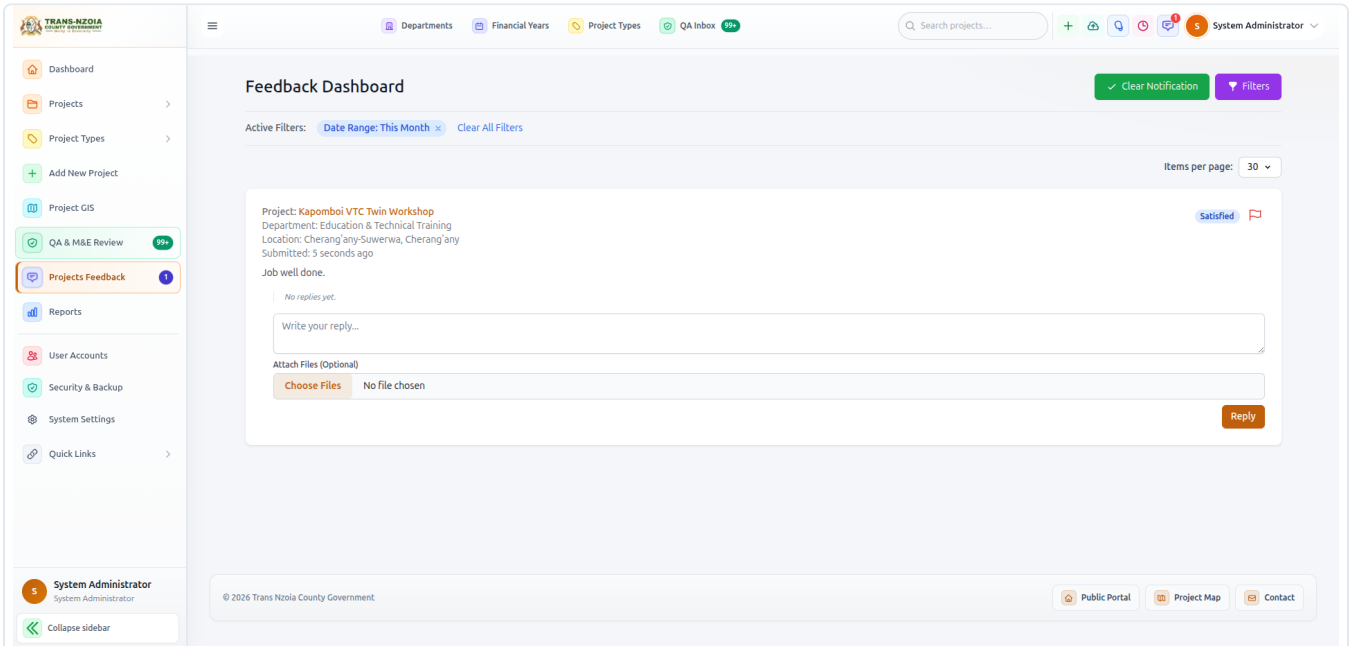 TRANS-NZOIA
COUNTY GOVERNMENT
Departments
Financial Years
Project Types
QA Inbox 99+
Search projects...
1
S
System Administrator
Dashboard
Projects
Project Types
Add New Project
Project GIS
QA & M&E Review 99+
Projects Feedback 1
Reports
User Accounts
Security & Backup
System Settings
Quick Links
S
System Administrator
System Administrator
Collapse sidebar
Feedback Dashboard
Clear Notification
Filters
Active Filters: Date Range: This Month × Clear All Filters
Items per page: 30
Project: Kapomboi VTC Twin Workshop
Satisfied
Department: Education & Technical Training
Location: Cherang'any-Suwerwa, Cherang'any
Submitted: 5 seconds ago
Job well done.
No replies yet.
Write your reply...
Attach Files (Optional)
Choose Files No file chosen
Reply
© 2026 Trans Nzoia County Government
Public Portal
Project Map
Contact